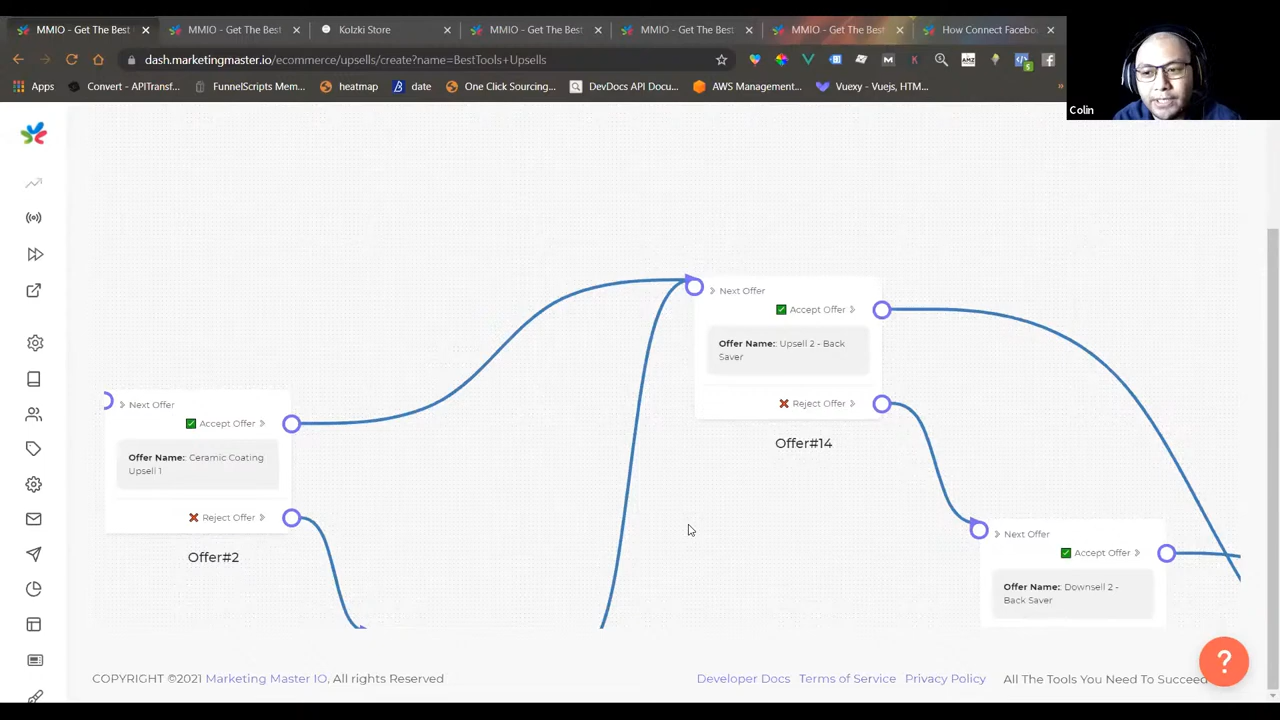 MMIO - Get The Best
MMIO - Get The Best
Kolzki Store
MMIO - Get The Best
MMIO - Get The Best
MMIO - Get The Best
How Connect Facebo
dash.marketingmaster.io/ecommerce/upsells/create?name=BestTools+Upsells
Apps
Convert - APITransf...
FunnelScripts Mem...
heatmap
date
One Click Sourcing...
DevDocs API Docu...
AWS Management...
Vuexy - Vuejs, HTM...
»
Colin
Next Offer
Accept Offer
Offer Name:: Upsell 2 - Back
Saver
Reject Offer
Offer#14
Next Offer
Accept Offer
Offer Name:: Ceramic Coating
Upsell 1
Reject Offer
Offer#2
Next Offer
Accept Offer
Offer Name:: Downsell 2 -
Back Saver
COPYRIGHT ©2021 Marketing Master IO, All rights Reserved
Developer Docs Terms of Service Privacy Policy All The Tools You Need To Succeed
?